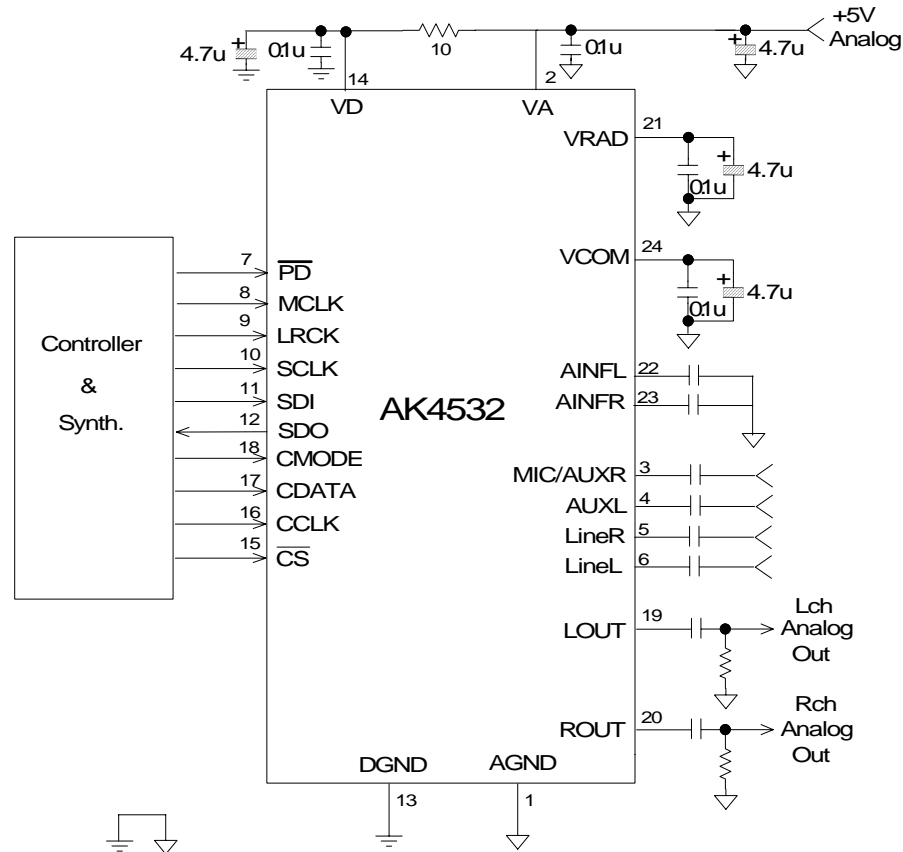 +5V
Analog
4.7u
+
0.1u
10
0.1u
+
4.7u
14
2
VD
VA
VRAD
21
+
0.1u
4.7u
VCOM
24
+
0.1u
4.7u
Controller
&
Synth.
7
PD
8
MCLK
9
LRCK
10
SCLK
11
SDI
12
SDO
18
CMODE
17
CDATA
16
CCLK
15
CS
AK4532
AINFL
22
AINFR
23
MIC/AUXR
3
AUXL
4
LineR
5
LineL
6
LOUT
19
Lch
Analog
Out
ROUT
20
Rch
Analog
Out
DGND
AGND
13
1